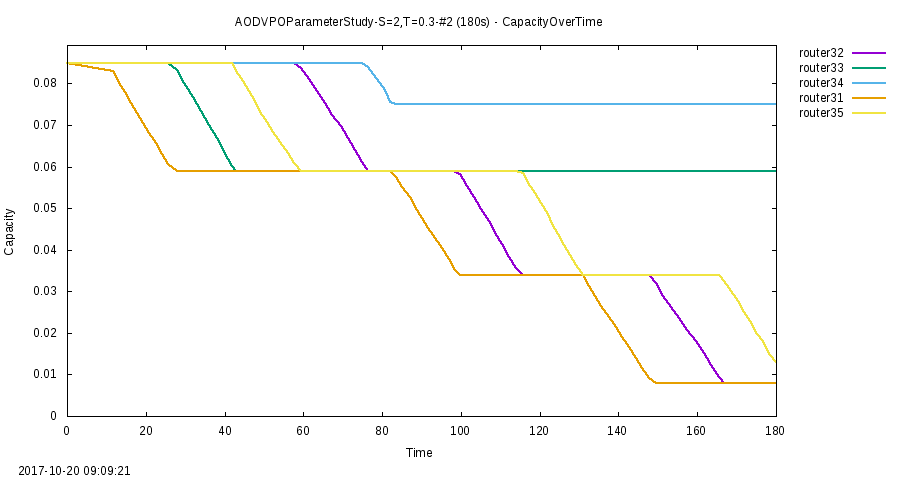 AODVPOParameterStudy-S=2,T=0.3-#2 (180s) - CapacityOverTime
router32
router33
router34
router31
router35
0.08
0.07
0.06
0.05
0.04
0.03
0.02
0.01
0
Capacity
0 20 40 60 80 100 120 140 160 180
Time
2017-10-20 09:09:21